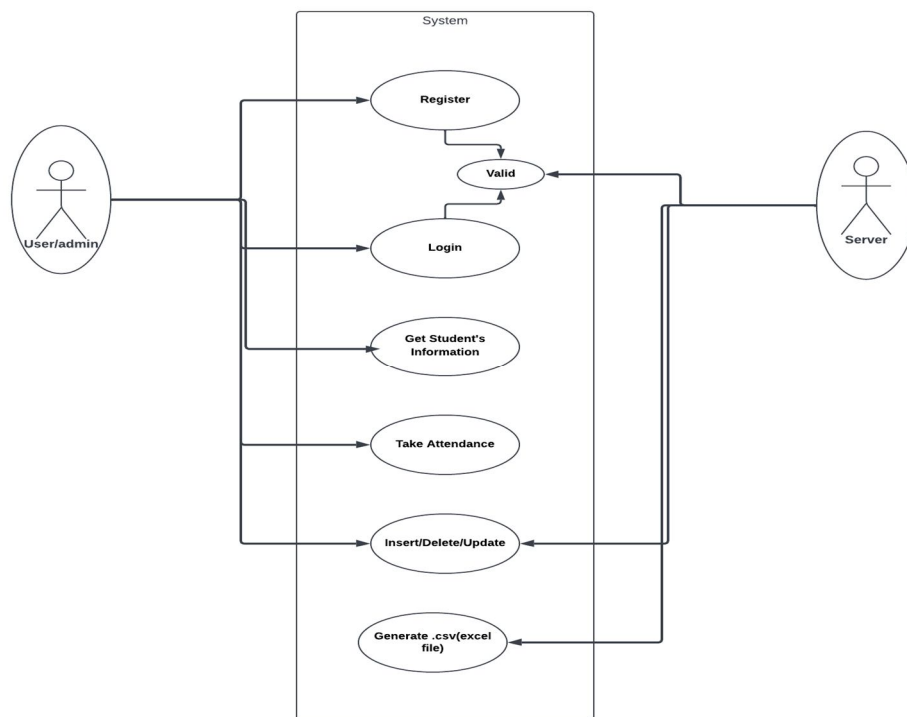 System
Register
Valid
User/admin
Login
Server
Get Student's
Information
Take Attendance
Insert/Delete/Update
Generate .csv(excel
file)